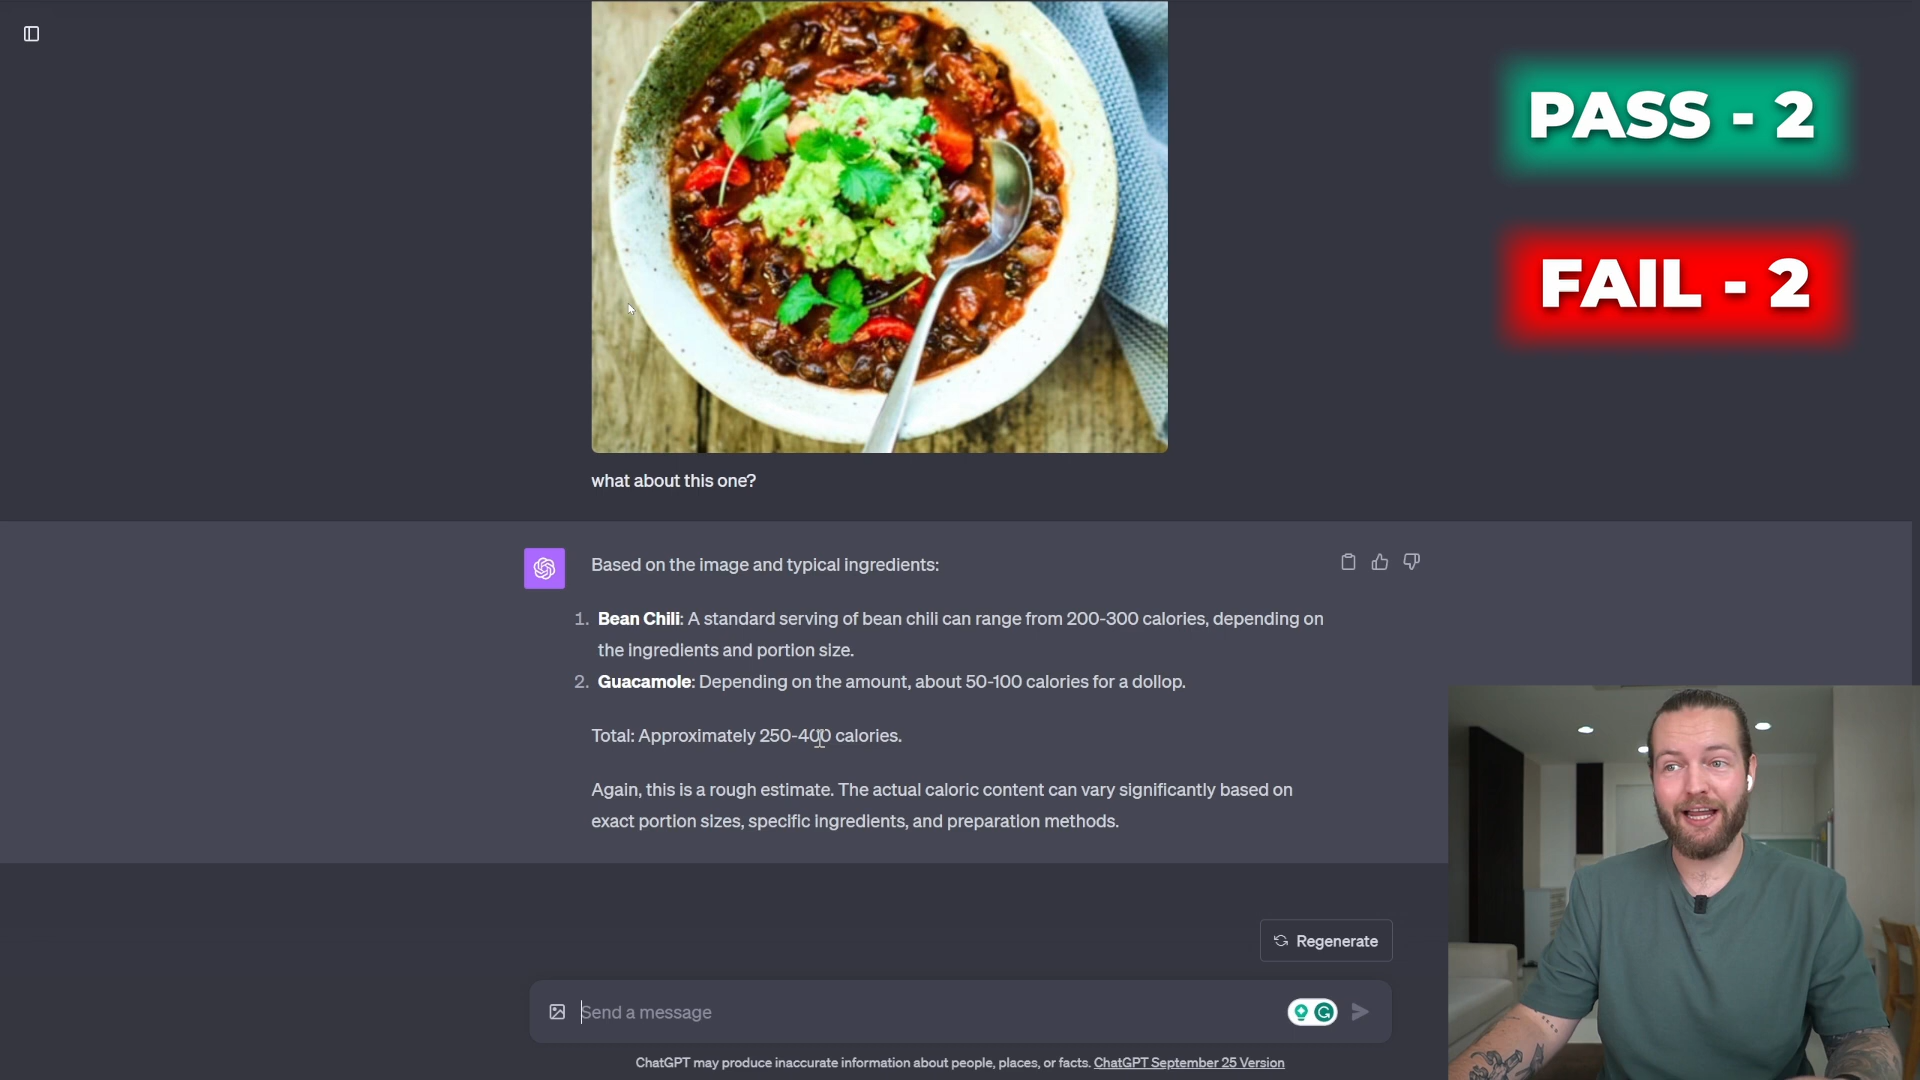 PASS - 2
FAIL - 2
what about this one?
Based on the image and typical ingredients:
1. Bean Chili: A standard serving of bean chili can range from 200-300 calories, depending on
the ingredients and portion size.
2. Guacamole: Depending on the amount, about 50-100 calories for a dollop.
Total: Approximately 250-400 calories.
Again, this is a rough estimate. The actual caloric content can vary significantly based on
exact portion sizes, specific ingredients, and preparation methods.
Regenerate
Send a message
ChatGPT may produce inaccurate information about people, places, or facts. ChatGPT September 25 Version